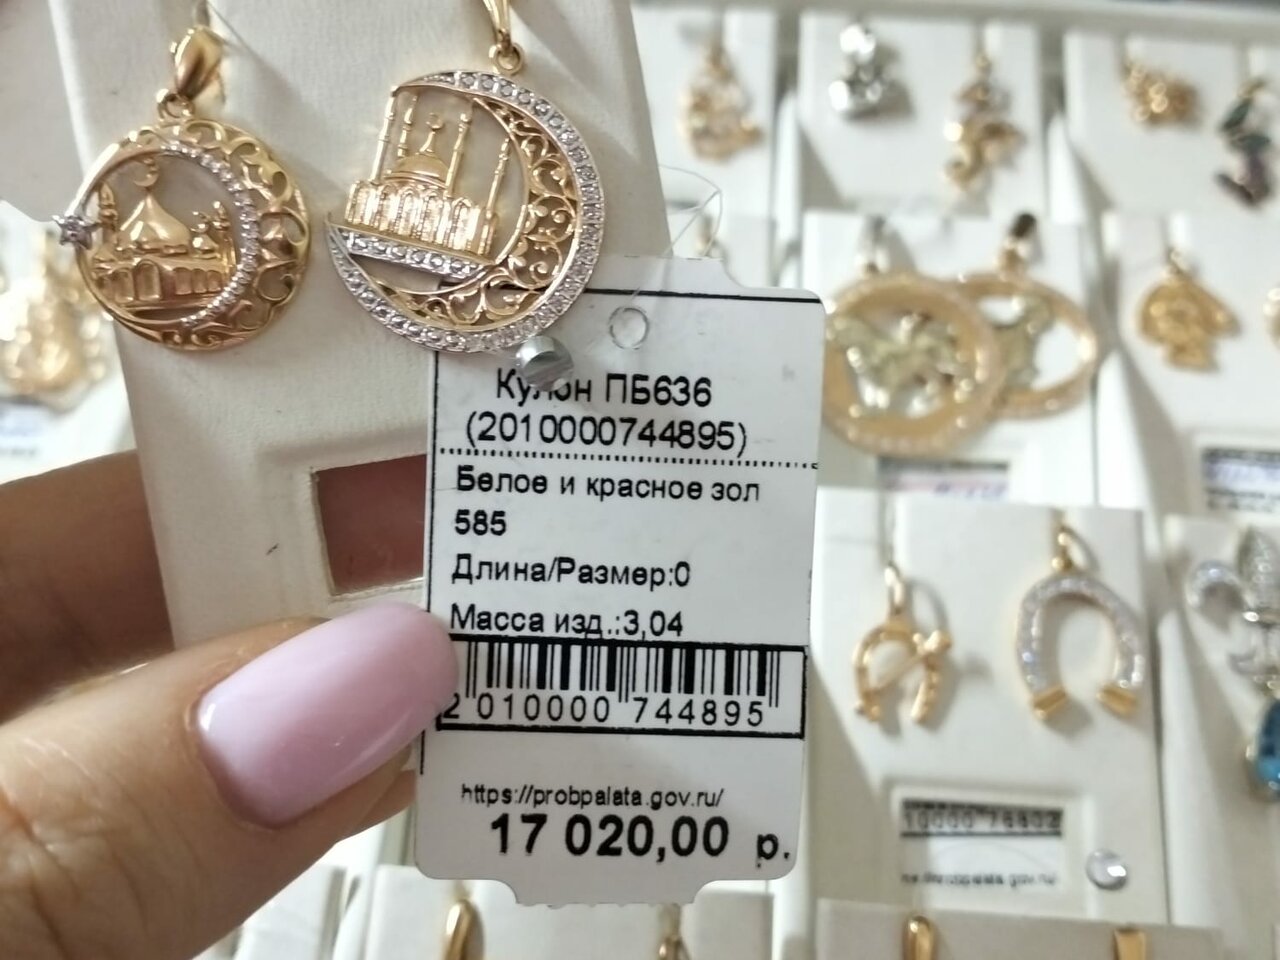 Кулон ПБ636
(2010000744895)
Белое и красное зол
585
Длина/Размер:0
Масса изд.:3,04
2 010000 744895
https://probpalata.gov.ru/
17 020,00 р.